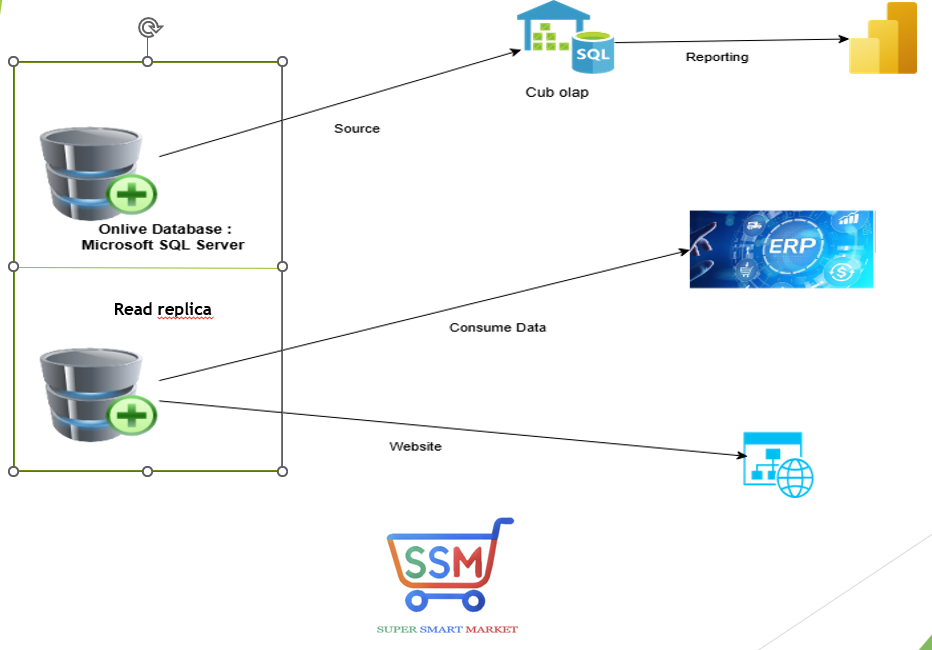 SQL
Reporting
Cub olap
Source
Onlive Database :
Microsoft SQL Server
ERP
Read replica
Consume Data
Website
SSM
SUPER SMART MARKET